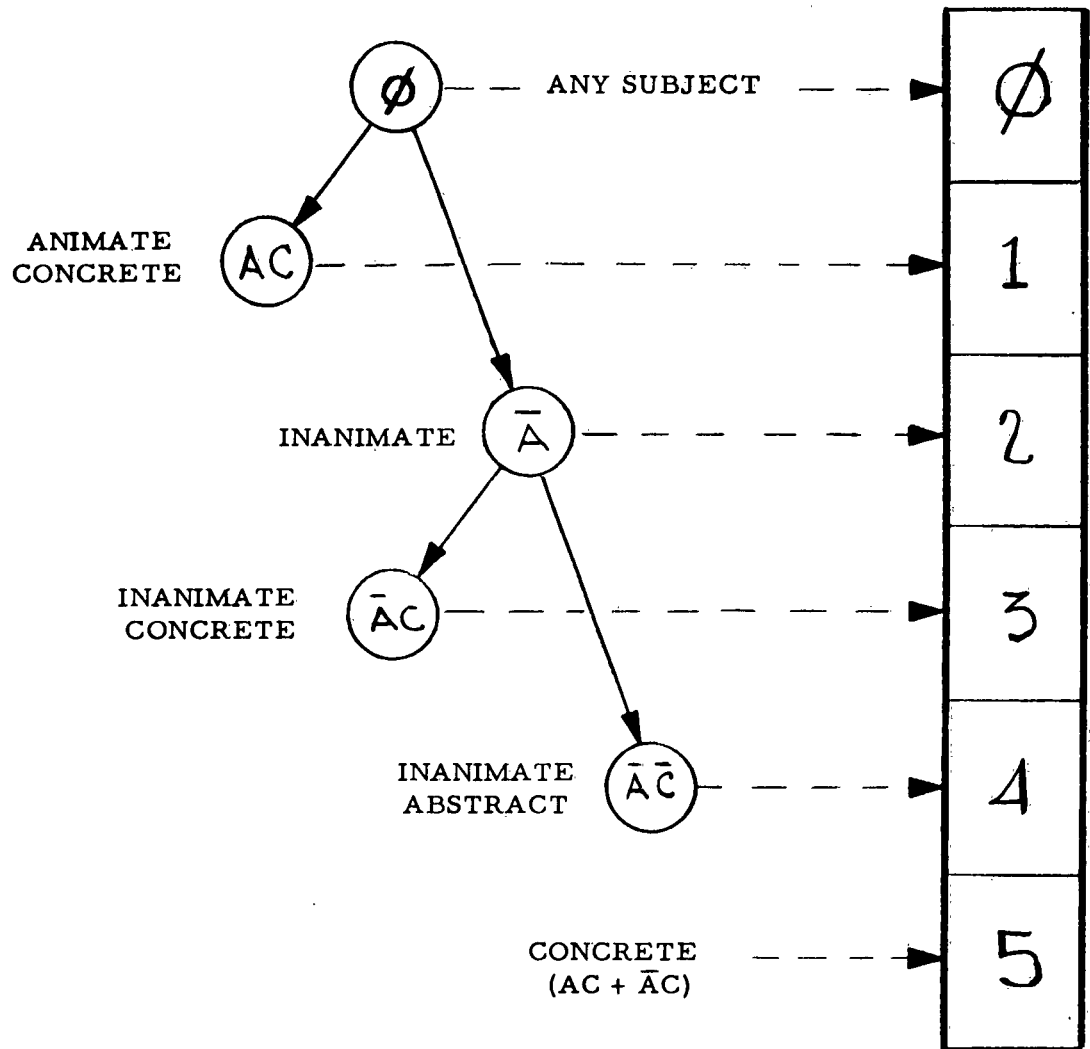 ϕ ANY SUBJECT ϕ
ANIMATE
CONCRETE AC 1
INANIMATE Ā 2
INANIMATE
CONCRETE ĀC 3
INANIMATE
ABSTRACT ĀC̄ 4
CONCRETE
(AC + ĀC) 5